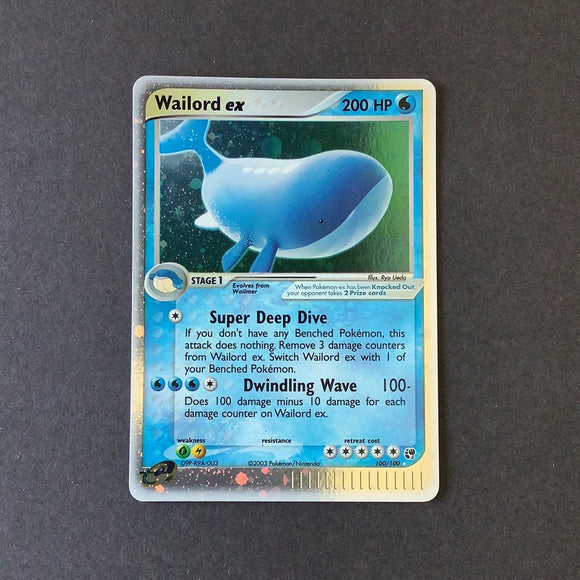 Wailord ex
200 HP
Illus. Ryo Ueda
STAGE 1
Evolves from
Wailmer
When Pokémon-ex has been Knocked Out
your opponent takes 2 Prize cards
Super Deep Dive
If you don't have any Benched Pokémon, this
attack does nothing. Remove 3 damage counters
from Wailord ex. Switch Wailord ex with 1 of
your Benched Pokémon.
Dwindling Wave 100-
Does 100 damage minus 10 damage for each
damage counter on Wailord ex.
weakness
resistance
retreat cost
D9P-R9A-0U3
©2003 Pokémon/Nintendo
100/100
e